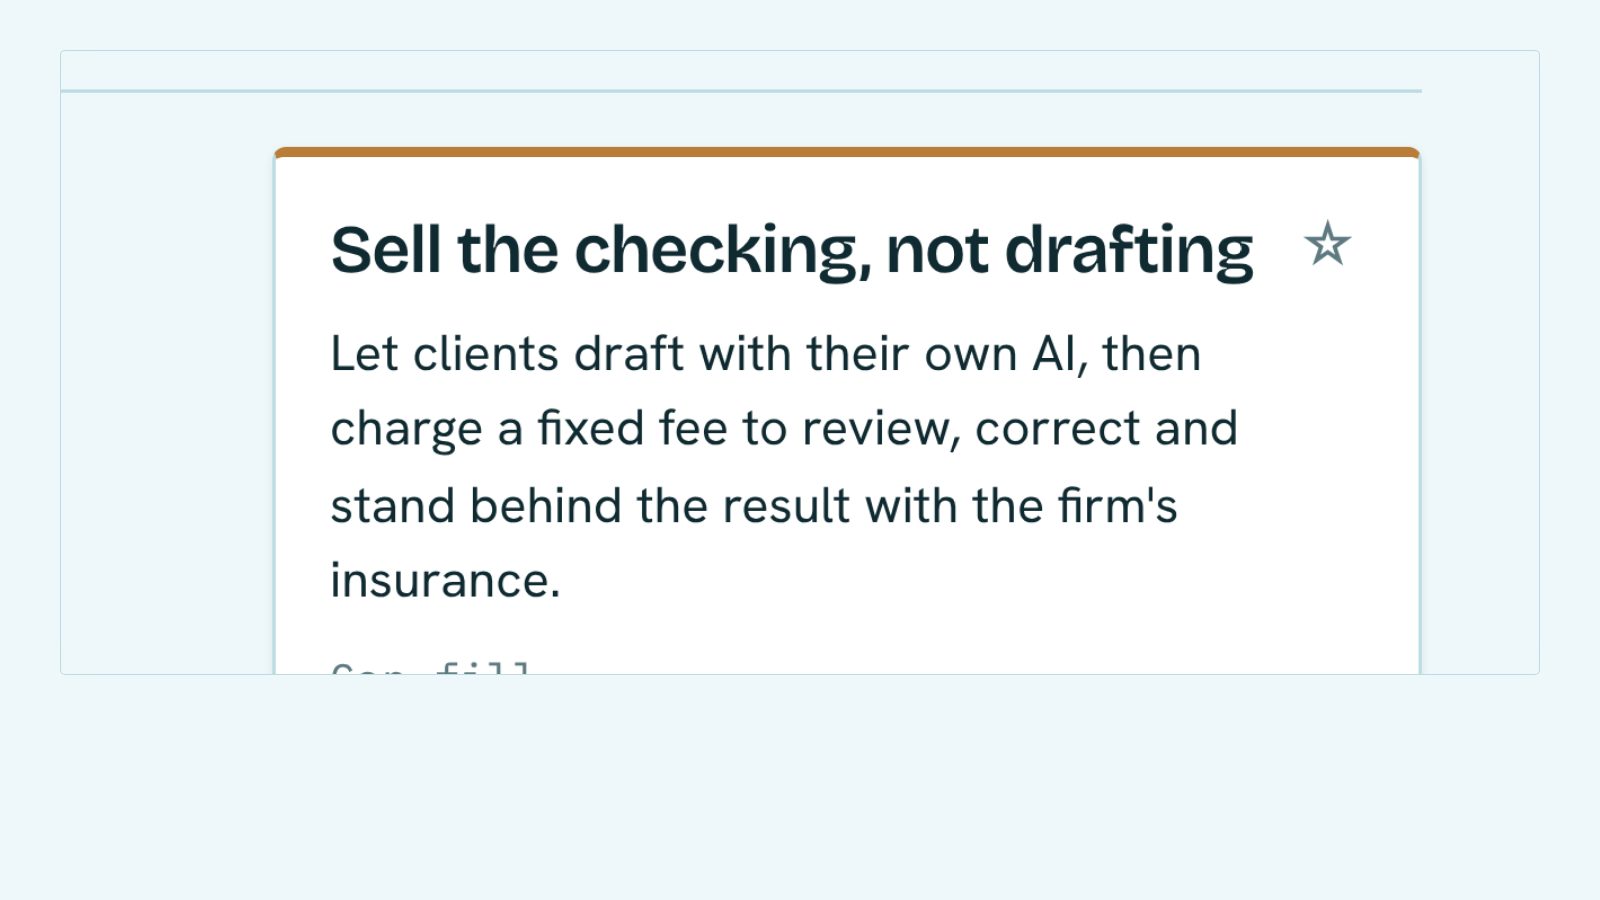 Sell the checking, not drafting
Let clients draft with their own AI, then
charge a fixed fee to review, correct and
stand behind the result with the firm's
insurance.